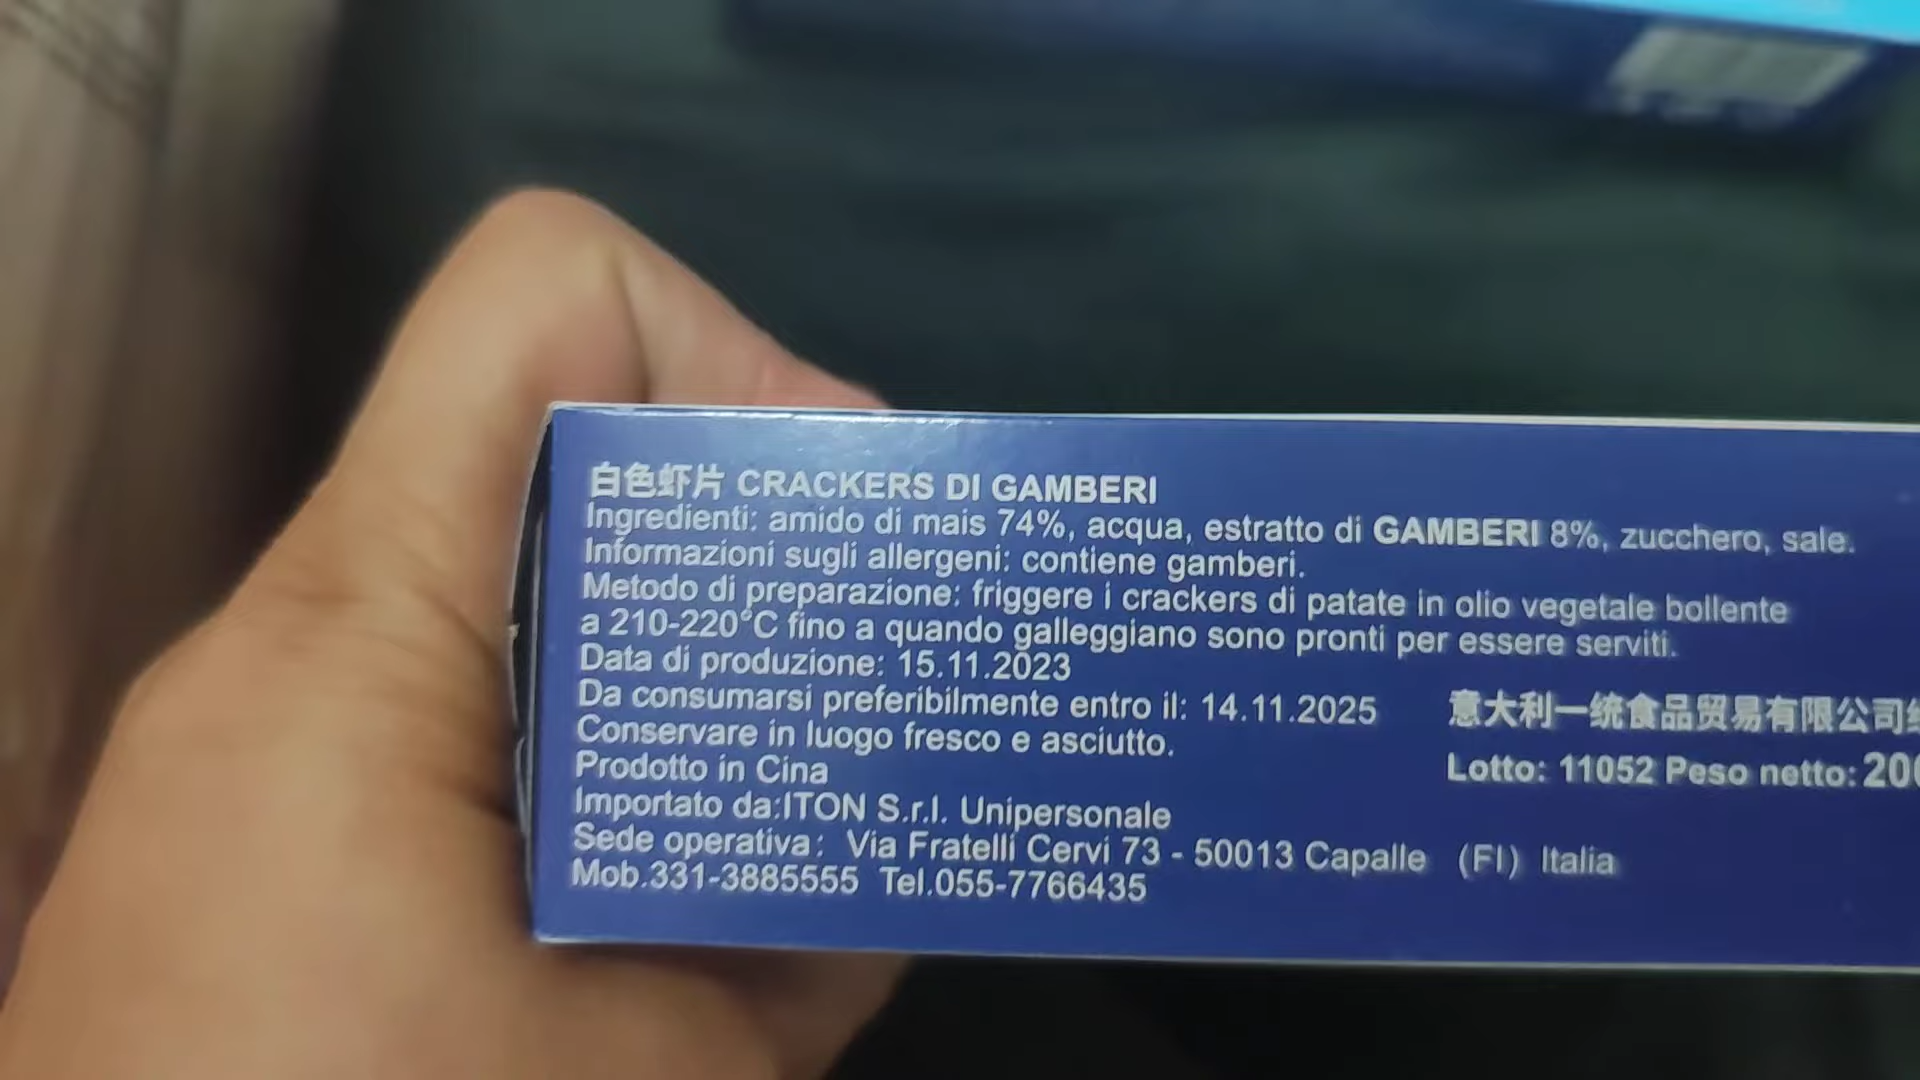 白色虾片 CRACKERS DI GAMBERI
Ingredienti: amido di mais 74%, acqua, estratto di GAMBERI 8%, zucchero, sale.
Informazioni sugli allergeni: contiene gamberi.
Metodo di preparazione: friggere i crackers di patate in olio vegetale bollente
a 210-220°C fino a quando galleggiano sono pronti per essere serviti.
Data di produzione: 15.11.2023
Da consumarsi preferibilmente entro il: 14.11.2025
Conservare in luogo fresco e asciutto.
Prodotto in Cina
Importato da:ITON S.r.l. Unipersonale
Sede operativa: Via Fratelli Cervi 73 - 50013 Capalle (FI) Italia
Mob.331-3885555 Tel.055-7766435
意大利一统食品贸易有限公司
Lotto: 11052 Peso netto: